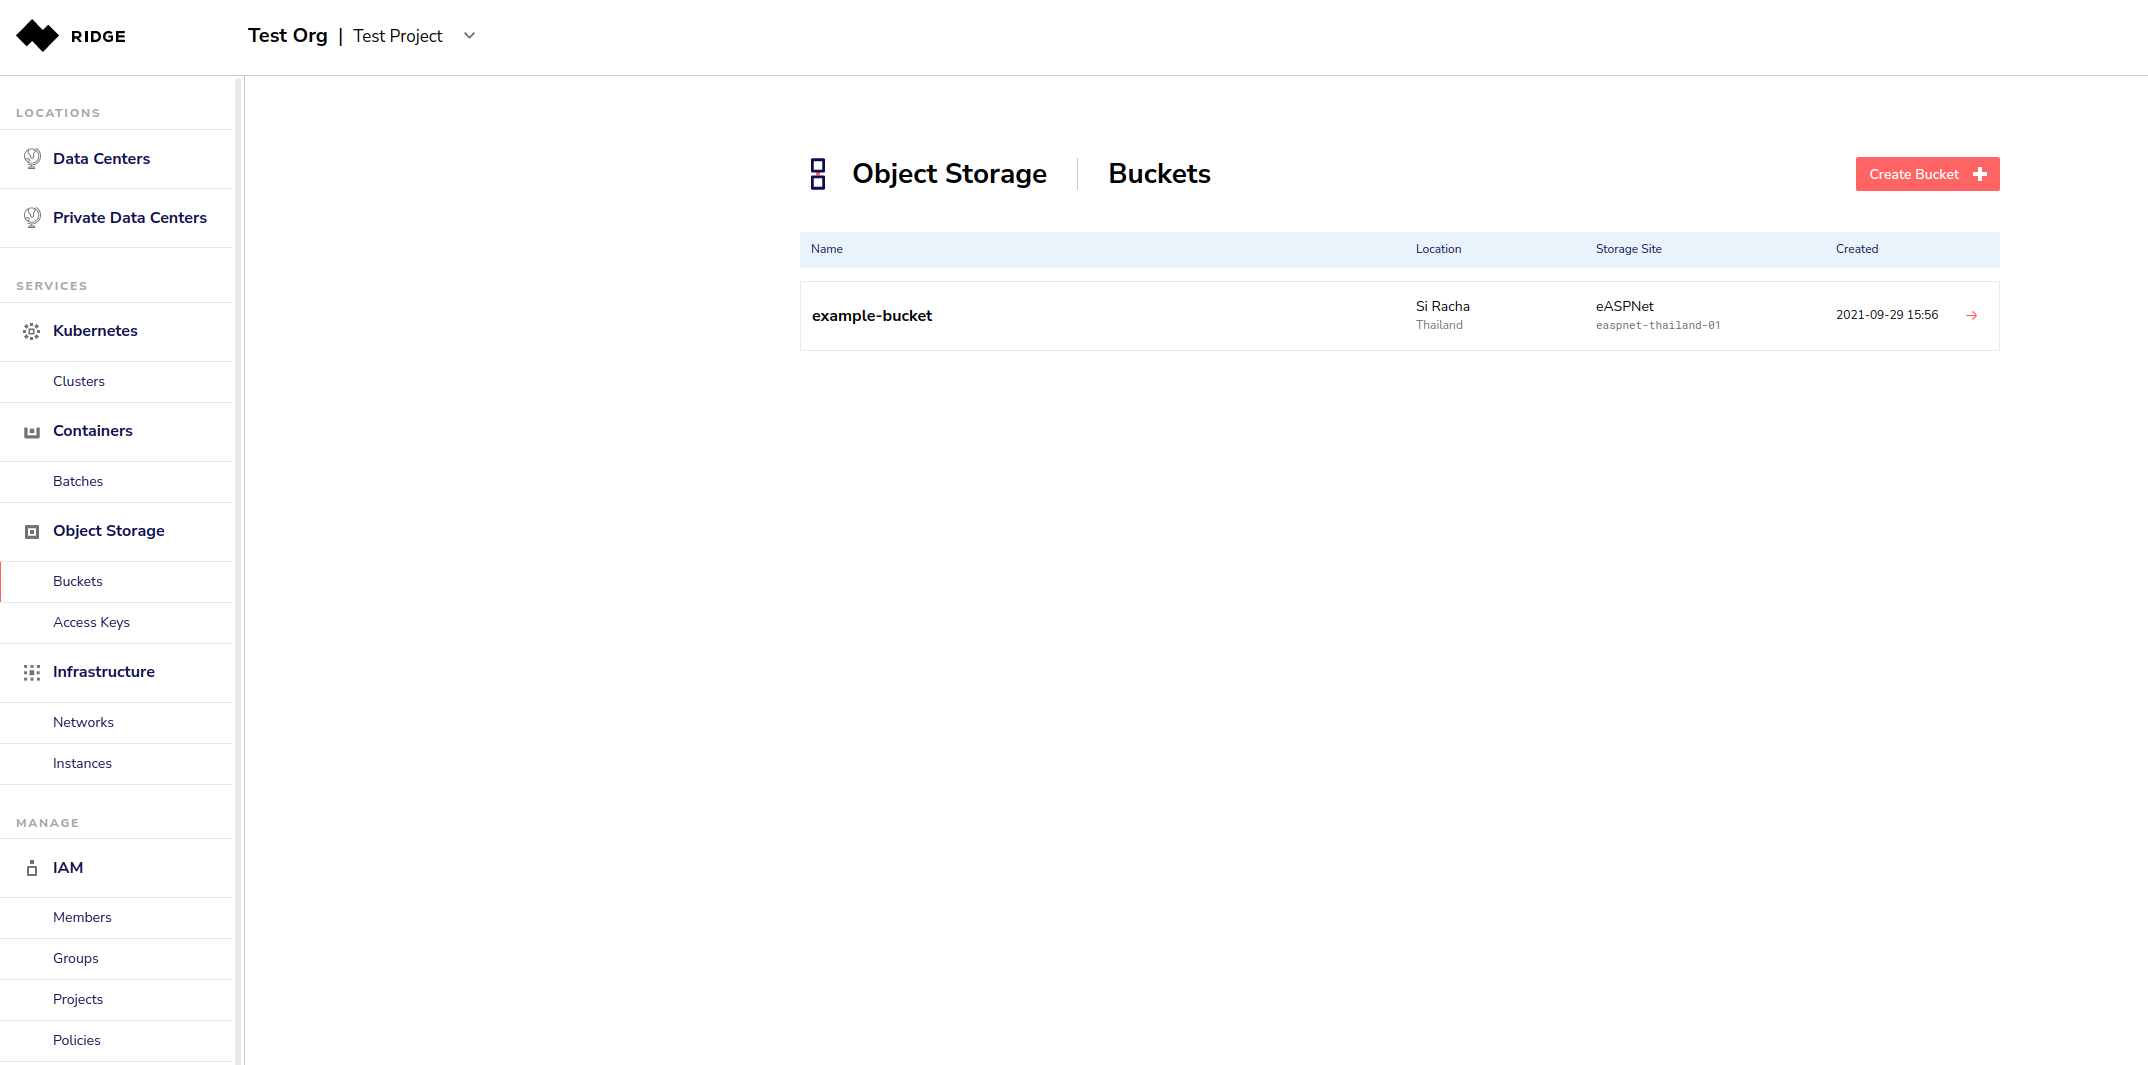 RIDGE
Test Org | Test Project
LOCATIONS
Data Centers
Private Data Centers
SERVICES
Kubernetes
Clusters
Containers
Batches
Object Storage
Buckets
Access Keys
Infrastructure
Networks
Instances
MANAGE
IAM
Members
Groups
Projects
Policies
Object Storage Buckets
Create Bucket
Name Location Storage Site Created
example-bucket Si Racha eASPNet 2021-09-29 15:56
Thailand easpnet-thailand-01